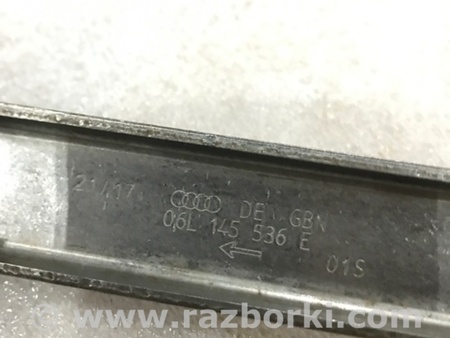 21/17 DE GBN
06L 145 536 E
01S
www.razborki.com